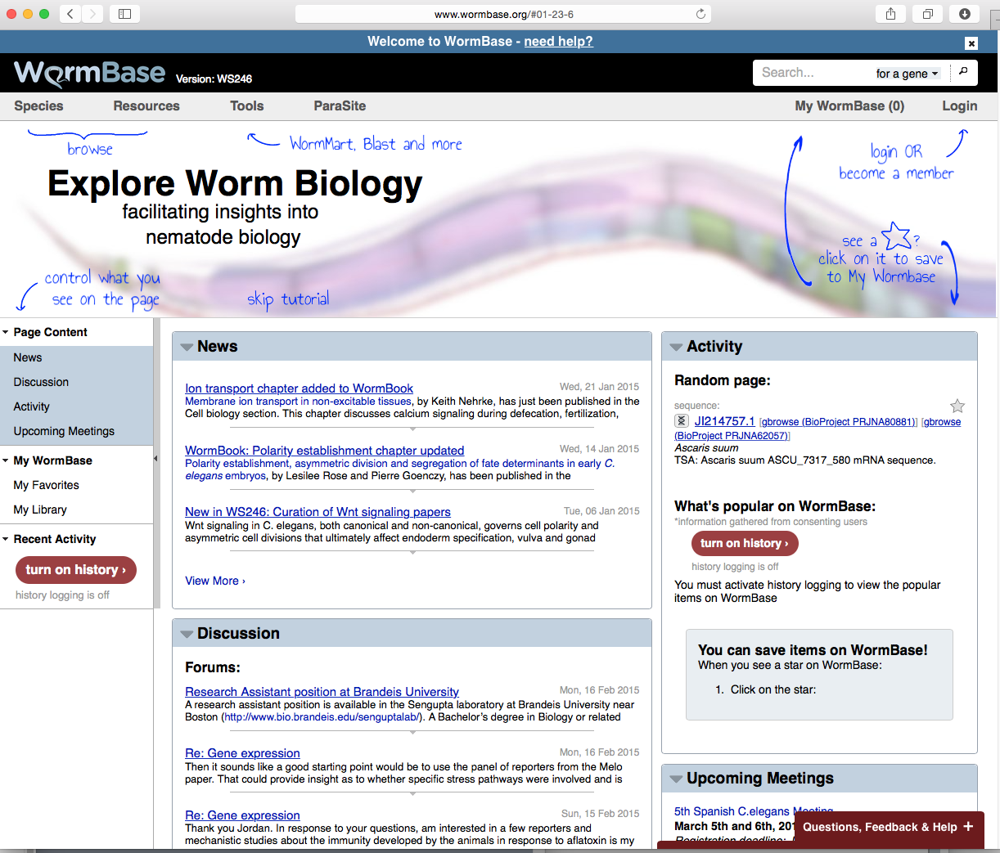 www.wormbase.org/#01-23-6
Welcome to WormBase - need help?
WormBase Version: WS246
Search... for a gene
Species Resources Tools ParaSite My WormBase (0) Login
browse
WormMart, Blast and more
login OR
become a member
Explore Worm Biology
facilitating insights into
nematode biology
see a ?
click on it to save
to My Wormbase
control what you
see on the page
skip tutorial
Page Content
News
Discussion
Activity
Upcoming Meetings
My WormBase
My Favorites
My Library
Recent Activity
turn on history ›
history logging is off
News
Ion transport chapter added to WormBook Wed, 21 Jan 2015
Membrane ion transport in non-excitable tissues, by Keith Nehrke, has just been published in the
Cell biology section. This chapter discusses calcium signaling during defecation, fertilization,
WormBook: Polarity establishment chapter updated Wed, 14 Jan 2015
Polarity establishment, asymmetric division and segregation of fate determinants in early C.
elegans embryos, by Lesilee Rose and Pierre Goenczy, has been published in the
New in WS246: Curation of Wnt signaling papers Tue, 06 Jan 2015
Wnt signaling in C. elegans, both canonical and non-canonical, governs cell polarity and
asymmetric cell divisions that ultimately affect endoderm specification, vulva and gonad
View More ›
Discussion
Forums:
Research Assistant position at Brandeis University Mon, 16 Feb 2015
A research assistant position is available in the Sengupta laboratory at Brandeis University near
Boston (http://www.bio.brandeis.edu/senguptalab/). A Bachelor's degree in Biology or related
Re: Gene expression Mon, 16 Feb 2015
Then it sounds like a good starting point would be to use the panel of reporters from the Melo
paper. That could provide insight as to whether specific stress pathways were involved and is
Re: Gene expression Sun, 15 Feb 2015
Thank you Jordan. In response to your questions, am interested in a few reporters and
mechanistic studies about the immunity developed by the animals in response to aflatoxin is my
Activity
Random page:
sequence:
JI214757.1 [gbrowse (BioProject PRJNA80881)] [gbrowse
(BioProject PRJNA62057)]
Ascaris suum
TSA: Ascaris suum ASCU_7317_580 mRNA sequence.
What's popular on WormBase:
*information gathered from consenting users
turn on history ›
history logging is off
You must activate history logging to view the popular
items on WormBase
You can save items on WormBase!
When you see a star on WormBase:
1. Click on the star:
Upcoming Meetings
5th Spanish C.elegans Meeting
March 5th and 6th, 201
Registration deadline:
Questions, Feedback & Help +